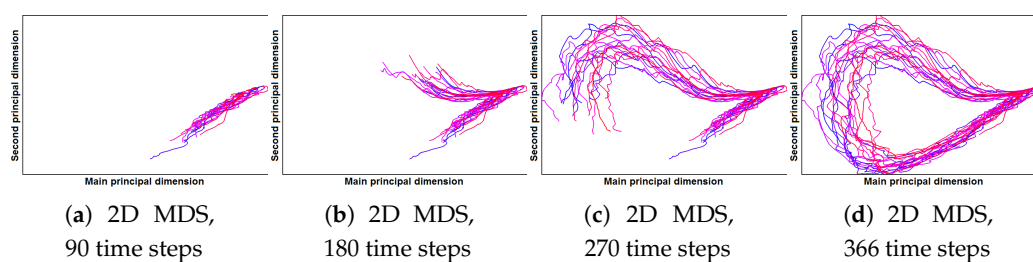 Second principal dimension
Main principal dimension
(a) 2D MDS,
90 time steps
Second principal dimension
Main principal dimension
(b) 2D MDS,
180 time steps
Second principal dimension
Main principal dimension
(c) 2D MDS,
270 time steps
Second principal dimension
Main principal dimension
(d) 2D MDS,
366 time steps